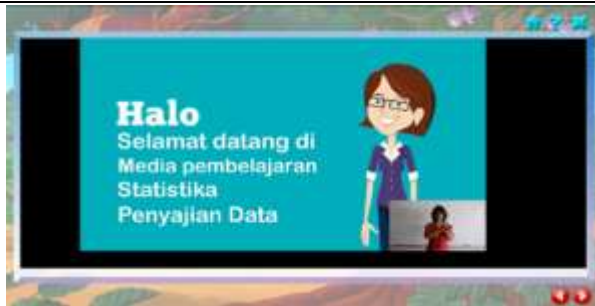 Halo
Selamat datang di
Media pembelajaran
Statistika
Penyajian Data